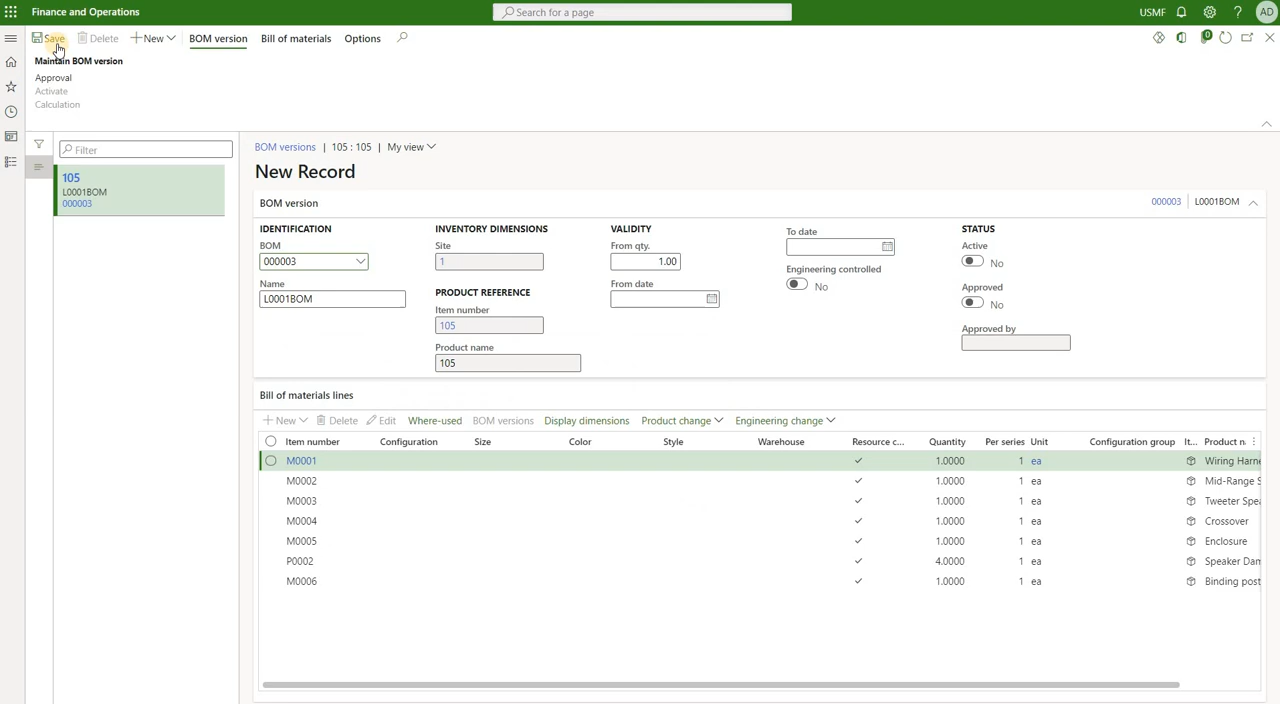 Finance and Operations
Search for a page
USMF
?
AD
Save
Delete
New
BOM version
Bill of materials
Options
0
Maintain BOM version
Approval
Activate
Calculation
Filter
105
L0001BOM
000003
BOM versions | 105 : 105 | My view
New Record
BOM version
000003 | L0001BOM
IDENTIFICATION
BOM
000003
Name
L0001BOM
INVENTORY DIMENSIONS
Site
1
PRODUCT REFERENCE
Item number
105
Product name
105
VALIDITY
From qty.
1.00
From date
To date
Engineering controlled
No
STATUS
Active
No
Approved
No
Approved by
Bill of materials lines
New Delete Edit Where-used BOM versions Display dimensions Product change Engineering change
Item number Configuration Size Color Style Warehouse Resource c... Quantity Per series Unit Configuration group It... Product n
M0001 1.0000 1 ea Wiring Harne
M0002 1.0000 1 ea Mid-Range S
M0003 1.0000 1 ea Tweeter Spea
M0004 1.0000 1 ea Crossover
M0005 1.0000 1 ea Enclosure
P0002 4.0000 1 ea Speaker Dam
M0006 1.0000 1 ea Binding post